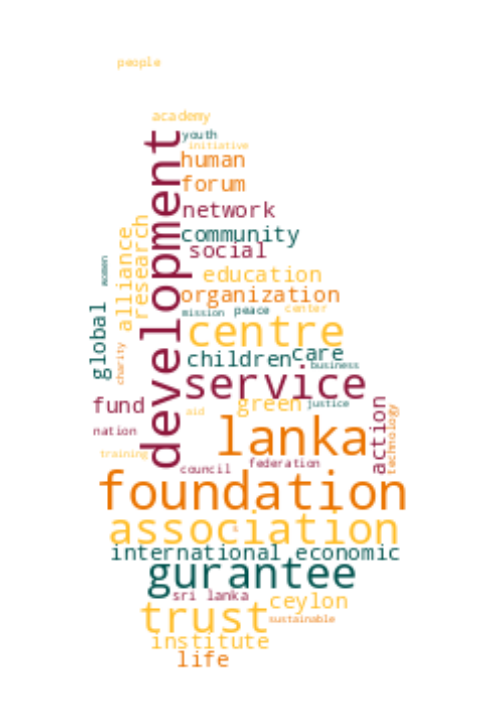 people
academy
youth
initiative
human
forum
network
community
social
education
organization
mission peace center
centre
children care
business
service
green justice
aid
lanka
council federation
development
research
alliance
women
global
charity
fund
nation
training
action
technology
foundation
association
&
international economic
gurantee
sri lanka
ceylon
trust
sustainable
institute
life